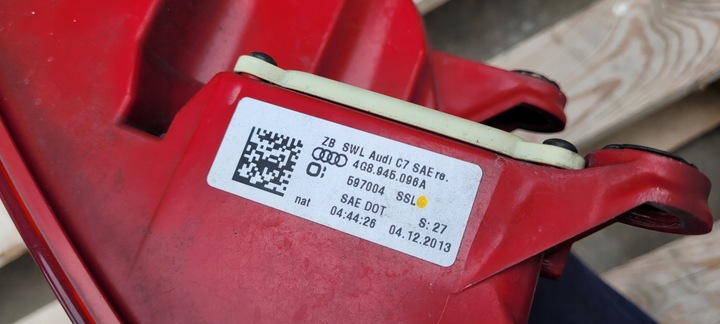 ZB SWL Audi C7 SAE re.
4G8.945.096A
597004 SSL
SAE DOT S: 27
nat 04:44:26 04.12.2013